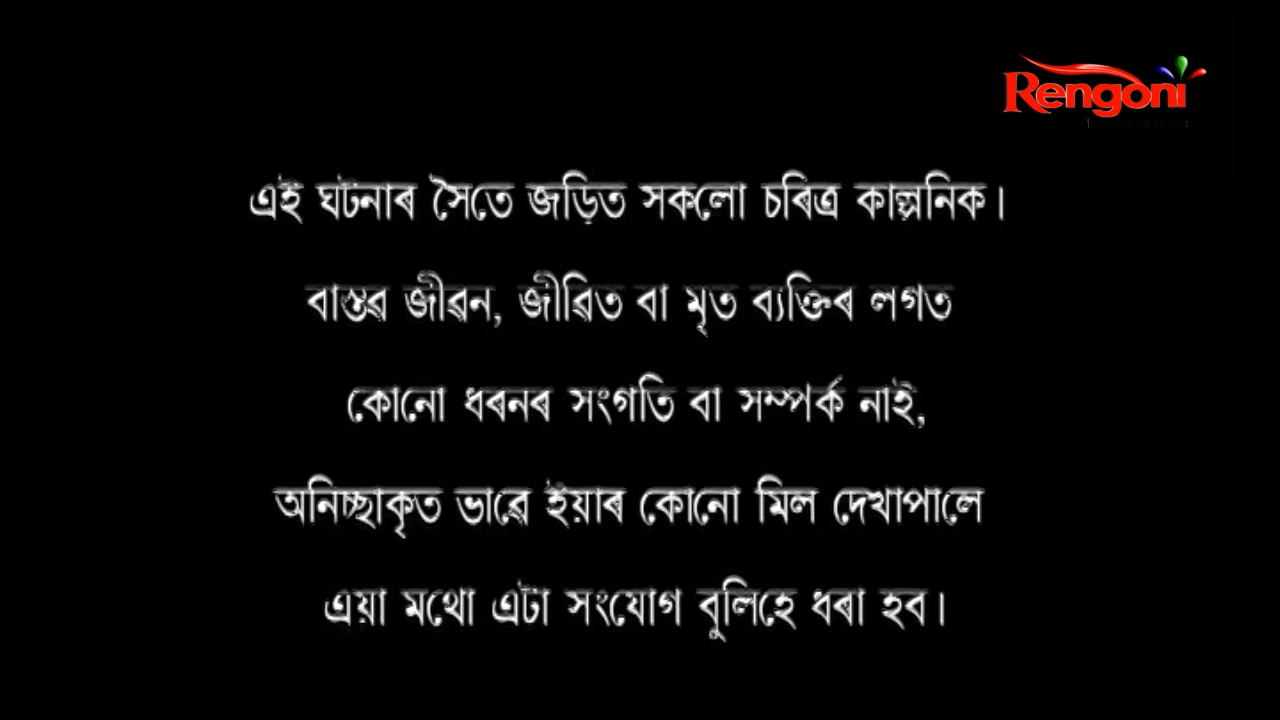 Rengoni
এই ঘটনাৰ সৈতে জড়িত সকলো চৰিত্ৰ কাল্পনিক।
বাস্তৱ জীৱন, জীৱিত বা মৃত ব্যক্তিৰ লগত
কোনো ধৰনৰ সংগতি বা সম্পৰ্ক নাই,
অনিচ্ছাকৃত ভাৱে ইয়াৰ কোনো মিল দেখাপালে
এয়া মথো এটা সংযোগ বুলিহে ধৰা হব।